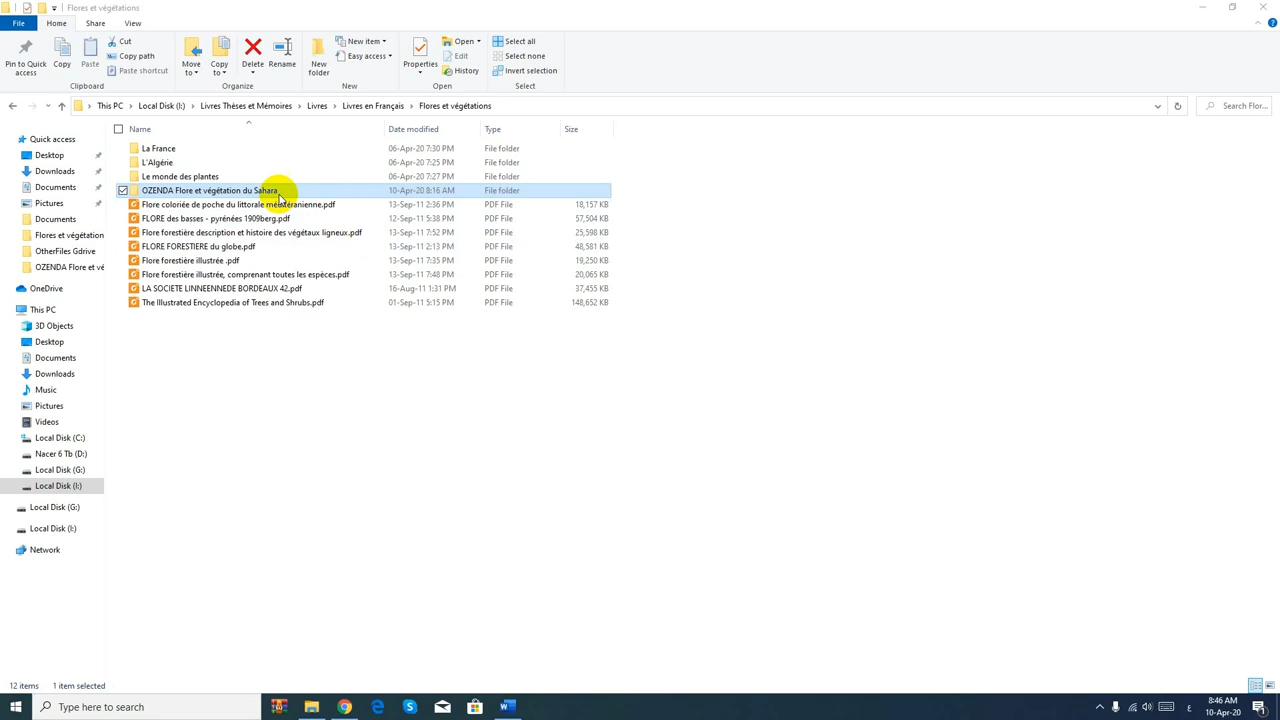 Flores et végétations
File Home Share View
Pin to Quick access
Copy
Paste
Cut
Copy path
Paste shortcut
Clipboard
Move to
Copy to
Delete
Rename
Organize
New folder
New item
Easy access
New
Properties
Open
Edit
History
Open
Select all
Select none
Invert selection
Select
This PC Local Disk (I:) Livres Thèses et Mémoires Livres Livres en Français Flores et végétations
Search Flor...
Name Date modified Type Size
La France 06-Apr-20 7:30 PM File folder
L'Algérie 06-Apr-20 7:25 PM File folder
Le monde des plantes 06-Apr-20 7:27 PM File folder
OZENDA Flore et végétation du Sahara 10-Apr-20 8:16 AM File folder
Flore coloriée de poche du littorale méditéranienne.pdf 13-Sep-11 2:36 PM PDF File 18,157 KB
FLORE des basses - pyrénées 1909berg.pdf 12-Sep-11 5:38 PM PDF File 57,504 KB
Flore forestière description et histoire des végétaux ligneux.pdf 13-Sep-11 7:52 PM PDF File 25,598 KB
FLORE FORESTIERE du globe.pdf 13-Sep-11 2:13 PM PDF File 48,581 KB
Flore forestière illustrée .pdf 13-Sep-11 7:35 PM PDF File 19,250 KB
Flore forestière illustrée, comprenant toutes les espèces.pdf 13-Sep-11 7:48 PM PDF File 20,065 KB
LA SOCIETE LINNEENNEDE BORDEAUX 42.pdf 16-Aug-11 1:31 PM PDF File 37,455 KB
The Illustrated Encyclopedia of Trees and Shrubs.pdf 01-Sep-11 5:15 PM PDF File 148,652 KB
Quick access
Desktop
Downloads
Documents
Pictures
Documents
Flores et végétation
OtherFiles Gdrive
OZENDA Flore et vé
OneDrive
This PC
3D Objects
Desktop
Documents
Downloads
Music
Pictures
Videos
Local Disk (C:)
Nacer 6 Tb (D:)
Local Disk (G:)
Local Disk (I:)
Local Disk (G:)
Local Disk (I:)
Network
12 items 1 item selected
Type here to search
8:46 AM
10-Apr-20